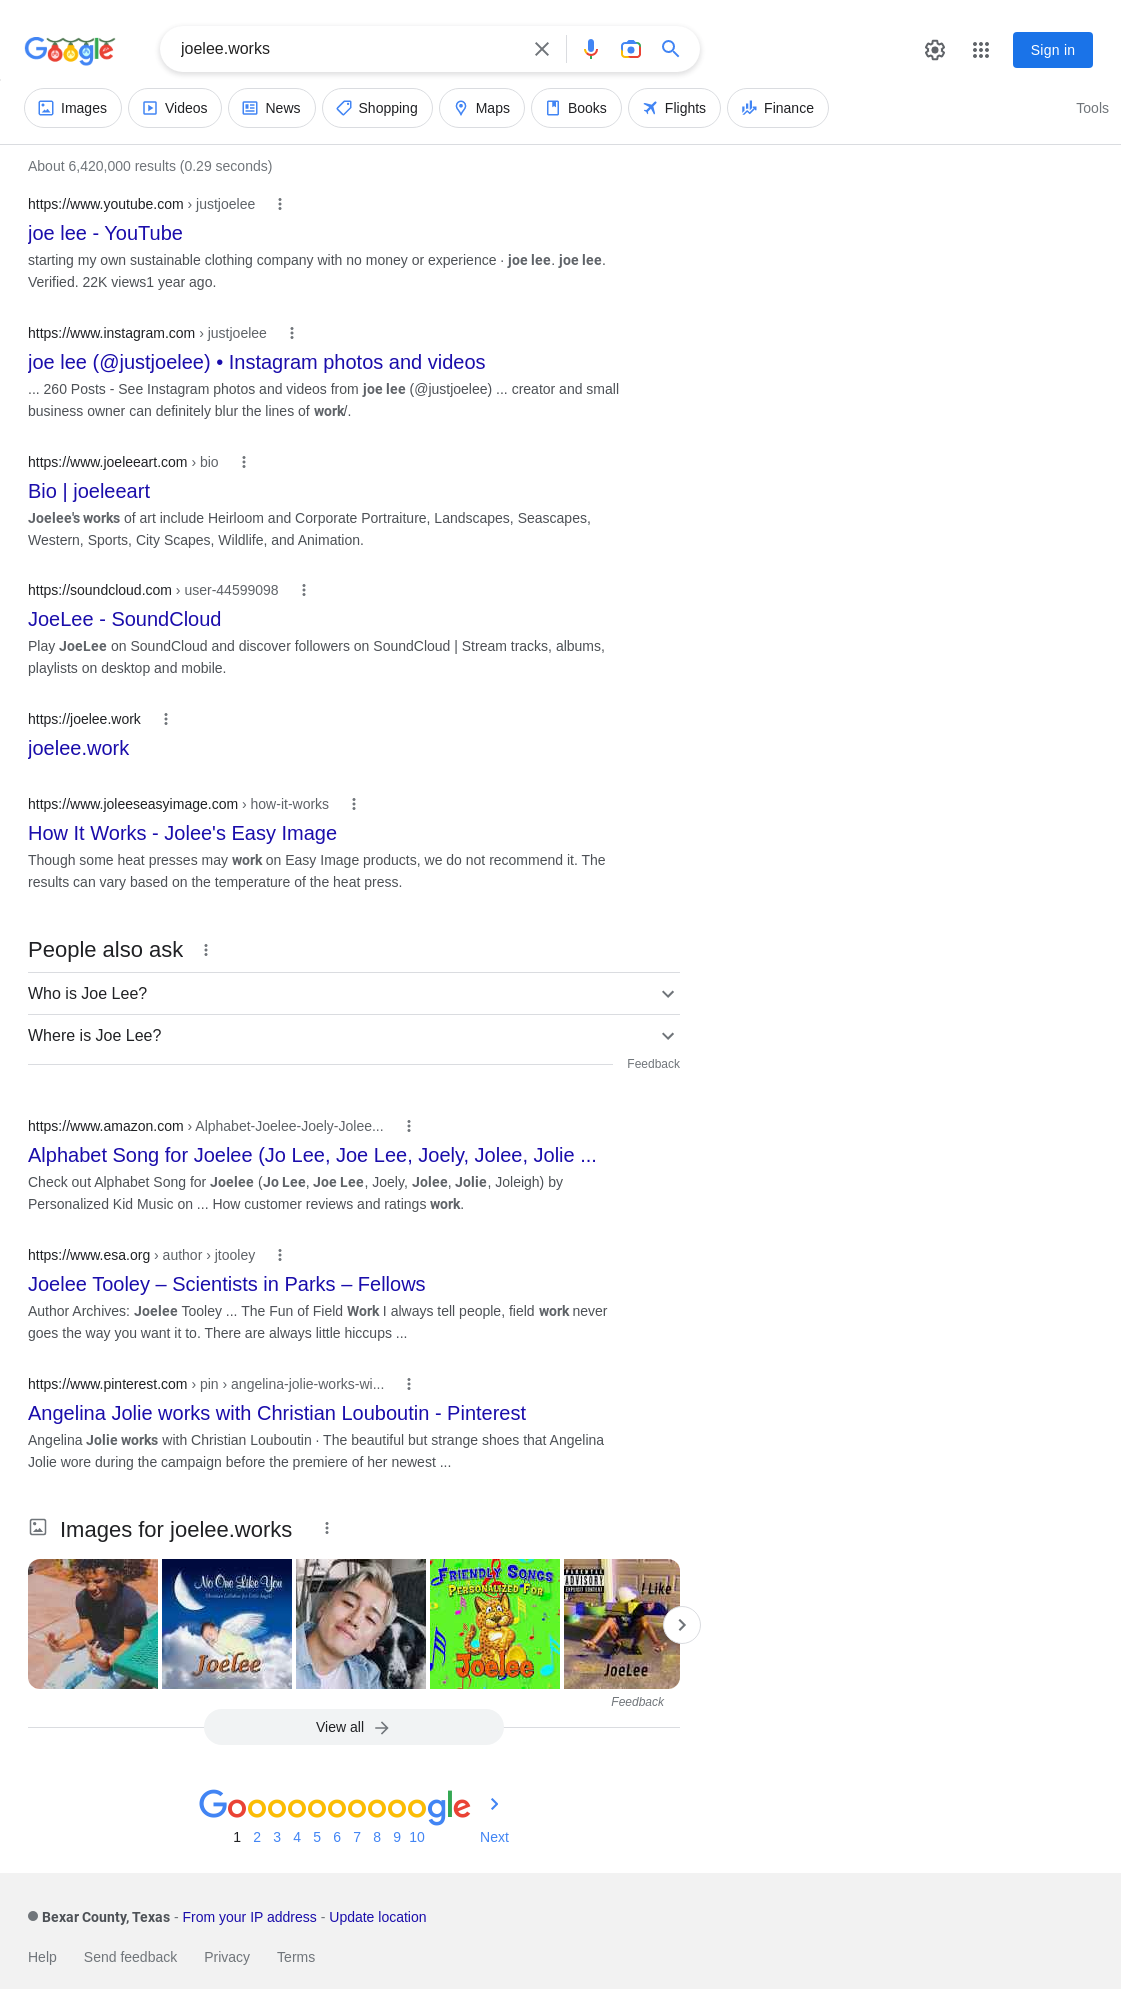 Google
joelee.works
Sign in
Images
Videos
News
Shopping
Maps
Books
Flights
Finance
Tools
About 6,420,000 results (0.29 seconds)
https://www.youtube.com › justjoelee
joe lee - YouTube
starting my own sustainable clothing company with no money or experience · joe lee. joe lee.
Verified. 22K views1 year ago.
https://www.instagram.com › justjoelee
joe lee (@justjoelee) • Instagram photos and videos
... 260 Posts - See Instagram photos and videos from joe lee (@justjoelee) ... creator and small
business owner can definitely blur the lines of work/.
https://www.joeleeart.com › bio
Bio | joeleeart
Joelee's works of art include Heirloom and Corporate Portraiture, Landscapes, Seascapes,
Western, Sports, City Scapes, Wildlife, and Animation.
https://soundcloud.com › user-44599098
JoeLee - SoundCloud
Play JoeLee on SoundCloud and discover followers on SoundCloud | Stream tracks, albums,
playlists on desktop and mobile.
https://joelee.work
joelee.work
https://www.joleeseasyimage.com › how-it-works
How It Works - Jolee's Easy Image
Though some heat presses may work on Easy Image products, we do not recommend it. The
results can vary based on the temperature of the heat press.
People also ask
Who is Joe Lee?
Where is Joe Lee?
Feedback
https://www.amazon.com › Alphabet-Joelee-Joely-Jolee...
Alphabet Song for Joelee (Jo Lee, Joe Lee, Joely, Jolee, Jolie ...
Check out Alphabet Song for Joelee (Jo Lee, Joe Lee, Joely, Jolee, Jolie, Joleigh) by
Personalized Kid Music on ... How customer reviews and ratings work.
https://www.esa.org › author › jtooley
Joelee Tooley – Scientists in Parks – Fellows
Author Archives: Joelee Tooley ... The Fun of Field Work I always tell people, field work never
goes the way you want it to. There are always little hiccups ...
https://www.pinterest.com › pin › angelina-jolie-works-wi...
Angelina Jolie works with Christian Louboutin - Pinterest
Angelina Jolie works with Christian Louboutin · The beautiful but strange shoes that Angelina
Jolie wore during the campaign before the premiere of her newest ...
Images for joelee.works
No One Like You
Joelee
FRIENDLY SONGS
PERSONALIZED FOR
Joelee
PARENTAL
ADVISORY
EXPLICIT CONTENT
I Like
JoeLee
Feedback
View all
Goooooooooogle
1 2 3 4 5 6 7 8 9 10 Next
Bexar County, Texas - From your IP address - Update location
Help Send feedback Privacy Terms